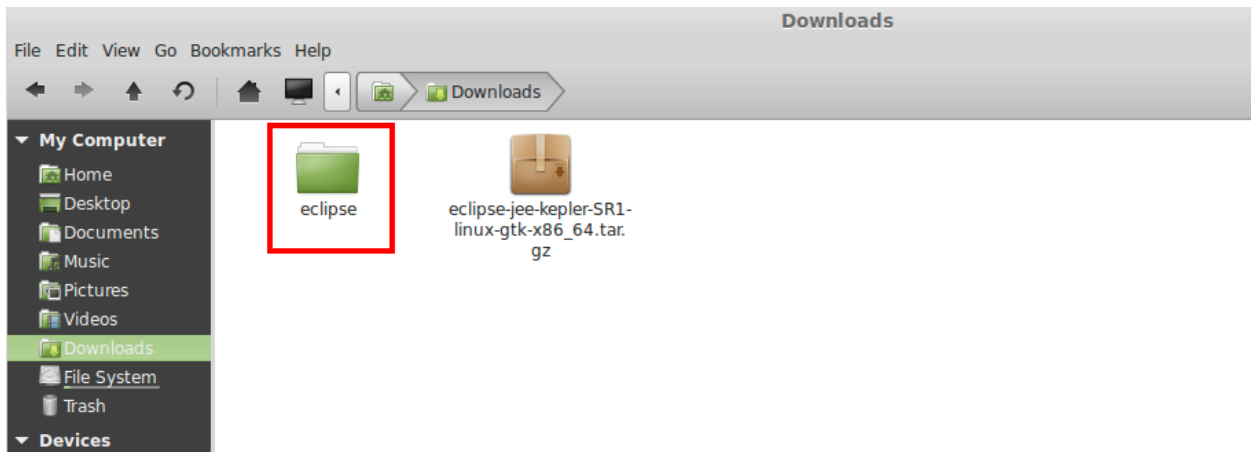 Downloads
File Edit View Go Bookmarks Help
Downloads
My Computer
Home
Desktop
Documents
Music
Pictures
Videos
Downloads
File System
Trash
Devices
eclipse
eclipse-jee-kepler-SR1-
linux-gtk-x86_64.tar.
gz